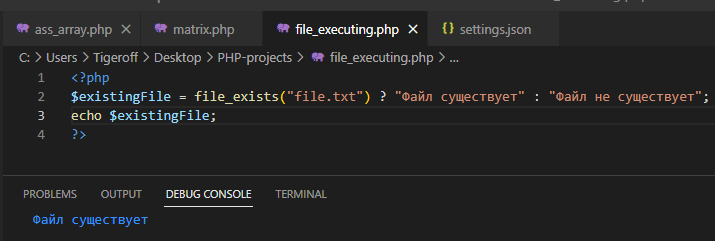 ass_array.php matrix.php file_executing.php settings.json
C: > Users > Tigeroff > Desktop > PHP-projects > file_executing.php > ...
1 <?php
2 $existingFile = file_exists("file.txt") ? "Файл существует" : "Файл не существует";
3 echo $existingFile;
4 ?>
PROBLEMS OUTPUT DEBUG CONSOLE TERMINAL
Файл существует